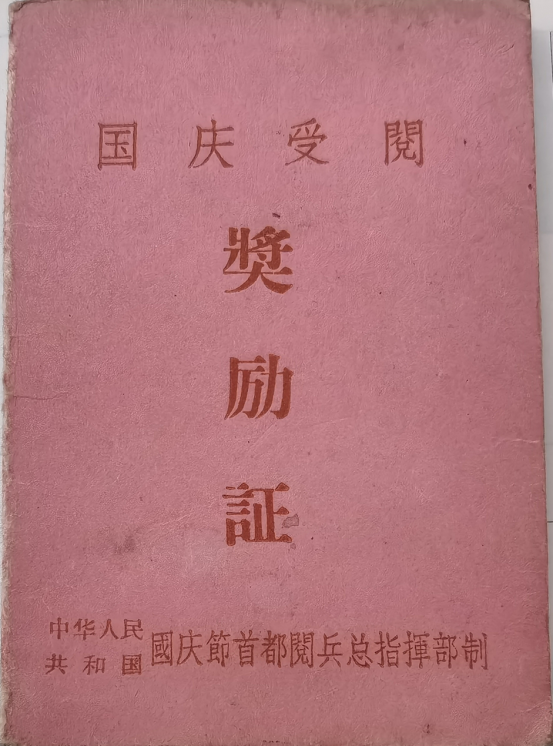 国庆受閲
奬
励
証
中华人民
共和国
國庆節首都閱兵总指揮部制